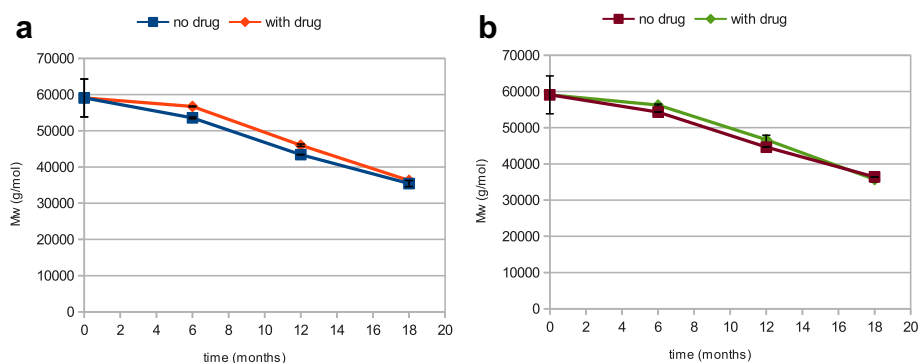 a
no drug with drug
70000
60000
50000
40000
30000
20000
10000
0
0 2 4 6 8 10 12 14 16 18 20
Mw (g/mol)
time (months)
b
no drug with drug
70000
60000
50000
40000
30000
20000
10000
0
0 2 4 6 8 10 12 14 16 18 20
Mw (g/mol)
time (months)